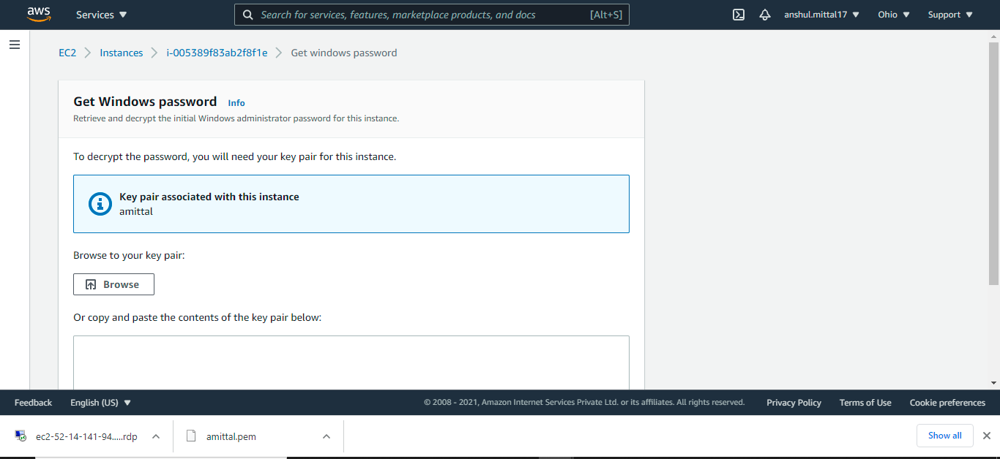 aws Services Search for services, features, marketplace products, and docs [Alt+S] anshul.mittal17 Ohio Support
EC2 Instances i-005389f83ab2f8f1e Get windows password
Get Windows password Info
Retrieve and decrypt the initial Windows administrator password for this instance.
To decrypt the password, you will need your key pair for this instance.
Key pair associated with this instance
amittal
Browse to your key pair:
Browse
Or copy and paste the contents of the key pair below:
Feedback English (US) © 2008 - 2021, Amazon Internet Services Private Ltd. or its affiliates. All rights reserved. Privacy Policy Terms of Use Cookie preferences
ec2-52-14-141-94.....rdp amittal.pem Show all